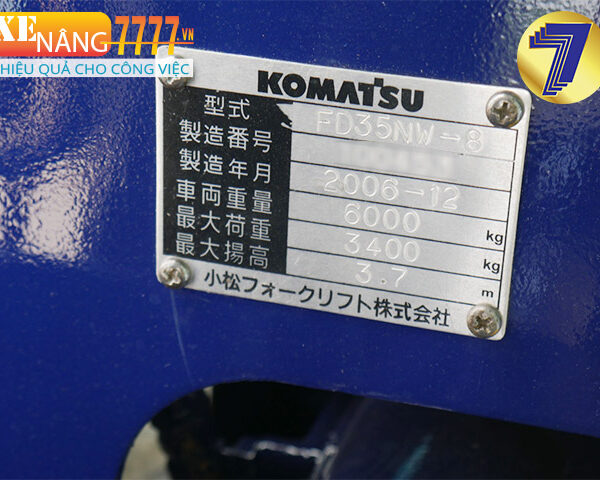 XE
NÂNG7777.VN
HIỆU QUẢ CHO CÔNG VIỆC
7
KOMATSU
型式 FD35NW-8
製造番号
製造年月 2006-12
車両重量 6000 kg
最大荷重 3400 kg
最大揚高 3.7 m
小松フォークリフト株式会社